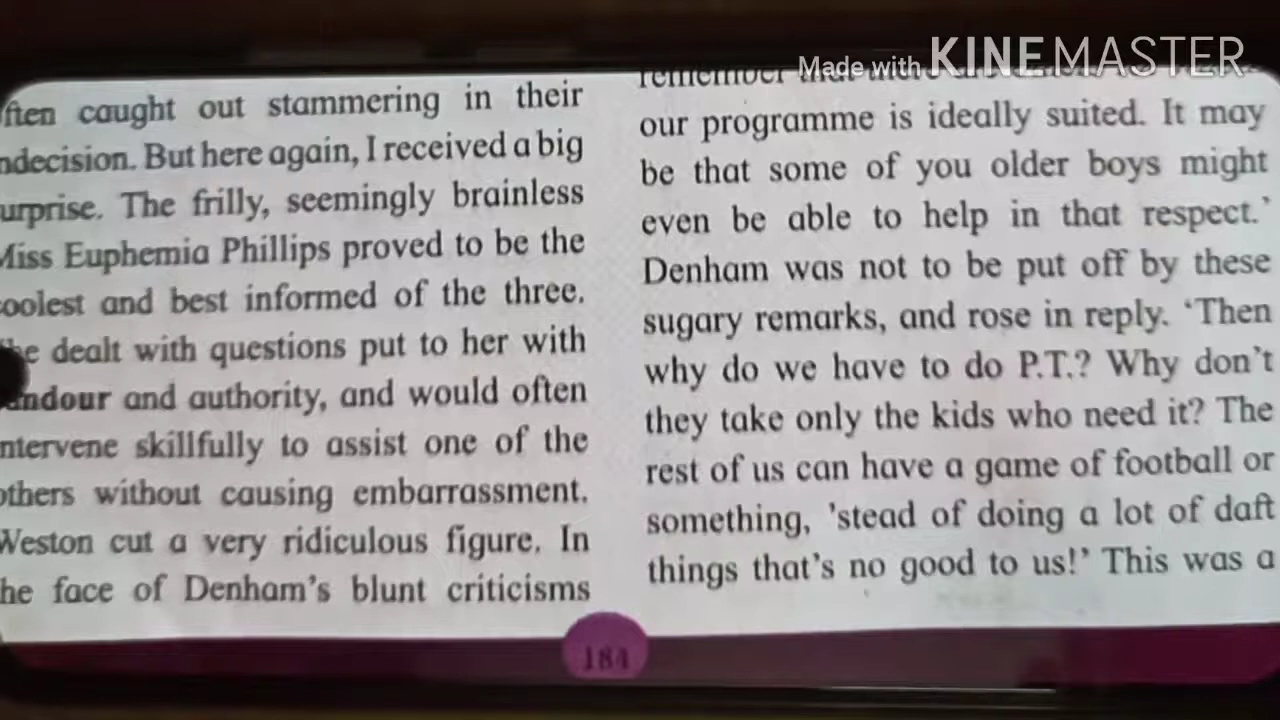 Made with KINEMASTER
ften caught out stammering in their
ndecision. But here again, I received a big
urprise. The frilly, seemingly brainless
Miss Euphemia Phillips proved to be the
oolest and best informed of the three.
he dealt with questions put to her with
andour and authority, and would often
ntervene skillfully to assist one of the
others without causing embarrassment.
Weston cut a very ridiculous figure. In
he face of Denham's blunt criticisms
remember
our programme is ideally suited. It may
be that some of you older boys might
even be able to help in that respect.’
Denham was not to be put off by these
sugary remarks, and rose in reply. ‘Then
why do we have to do P.T.? Why don’t
they take only the kids who need it? The
rest of us can have a game of football or
something, 'stead of doing a lot of daft
things that’s no good to us!’ This was a
184